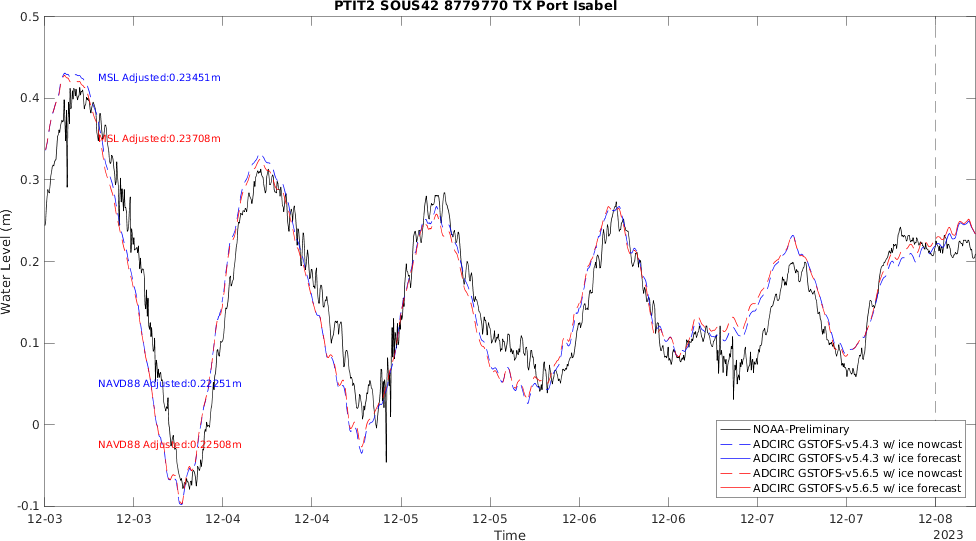 PTIT2 SOUS42 8779770 TX Port Isabel
0.5
0.4
0.3
0.2
0.1
0
-0.1
Water Level (m)
MSL Adjusted:0.23451m
MSL Adjusted:0.23708m
NAVD88 Adjusted:0.22251m
NAVD88 Adjusted:0.22508m
NOAA-Preliminary
ADCIRC GSTOFS-v5.4.3 w/ ice nowcast
ADCIRC GSTOFS-v5.4.3 w/ ice forecast
ADCIRC GSTOFS-v5.6.5 w/ ice nowcast
ADCIRC GSTOFS-v5.6.5 w/ ice forecast
12-03 12-03 12-04 12-04 12-05 12-05 12-06 12-06 12-07 12-07 12-08
Time
2023